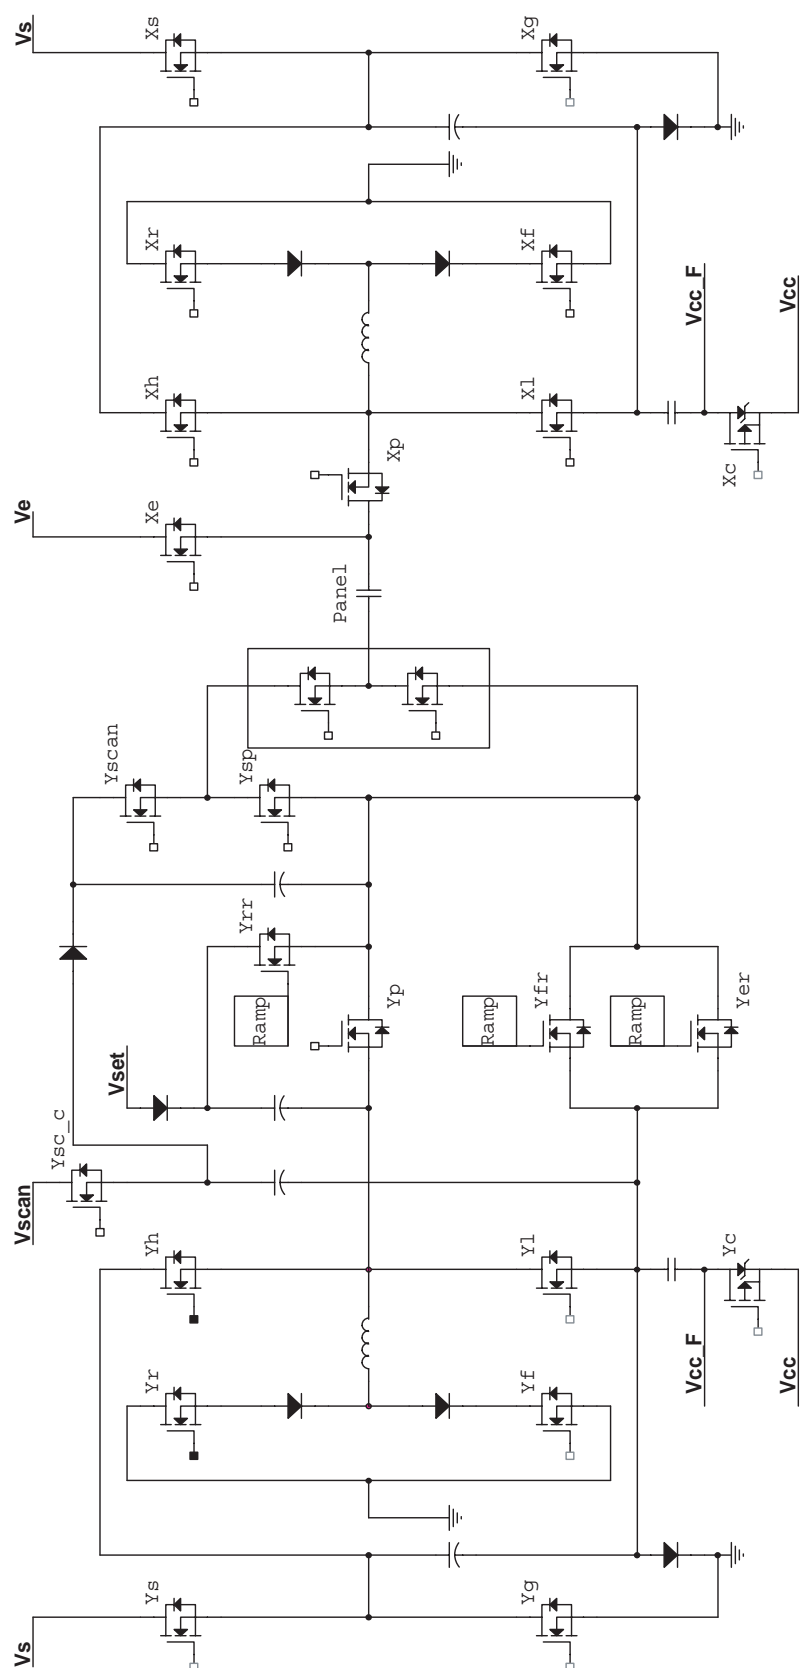 Vs
Xs
Xg
Xr
Xf
Vcc_F
Vcc
Xh
Xl
Xc
Xp
Ve
Xe
Panel
Yscan
Ysp
Yrr
Ramp
Yp
Ramp
Yfr
Ramp
Yer
Vset
Ysc_c
Vscan
Yh
Yl
Yc
Vcc_F
Vcc
Yr
Yf
Ys
Yg
Vs